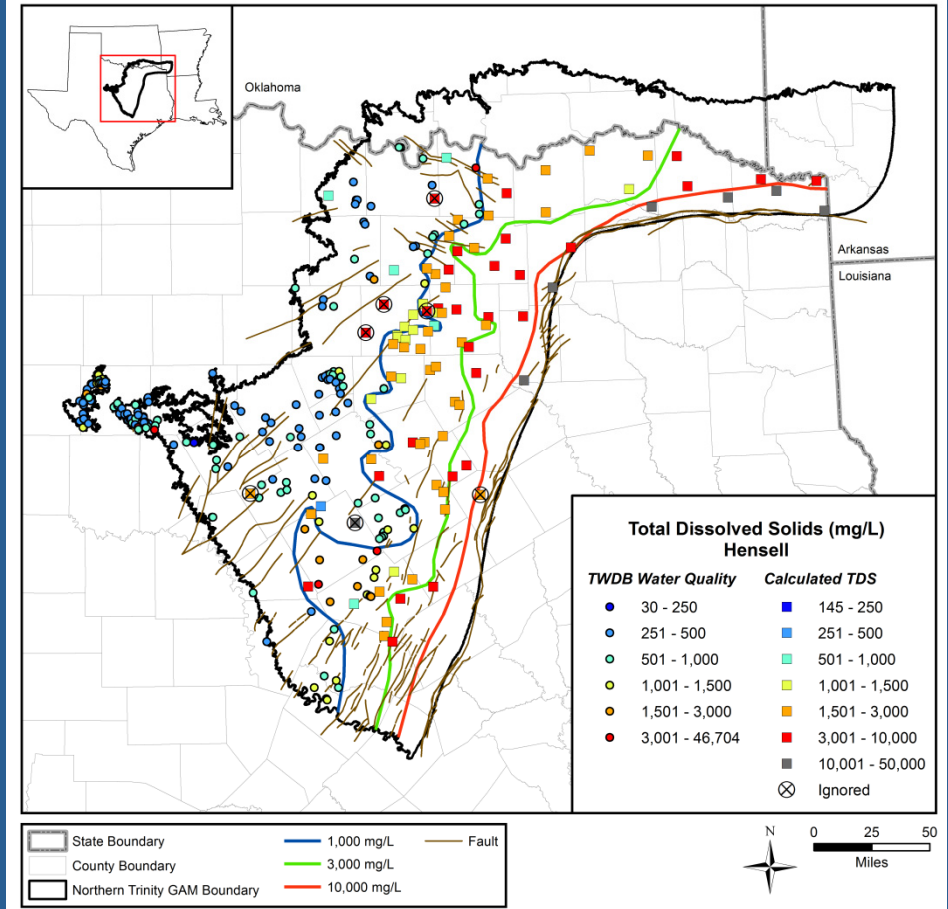 Oklahoma
Arkansas
Louisiana
Total Dissolved Solids (mg/L)
Hensell
TWDB Water Quality
30 - 250
251 - 500
501 - 1,000
1,001 - 1,500
1,501 - 3,000
3,001 - 46,704
Calculated TDS
145 - 250
251 - 500
501 - 1,000
1,001 - 1,500
1,501 - 3,000
3,001 - 10,000
10,001 - 50,000
Ignored
State Boundary
County Boundary
Northern Trinity GAM Boundary
1,000 mg/L
3,000 mg/L
10,000 mg/L
Fault
N
0 25 50
Miles